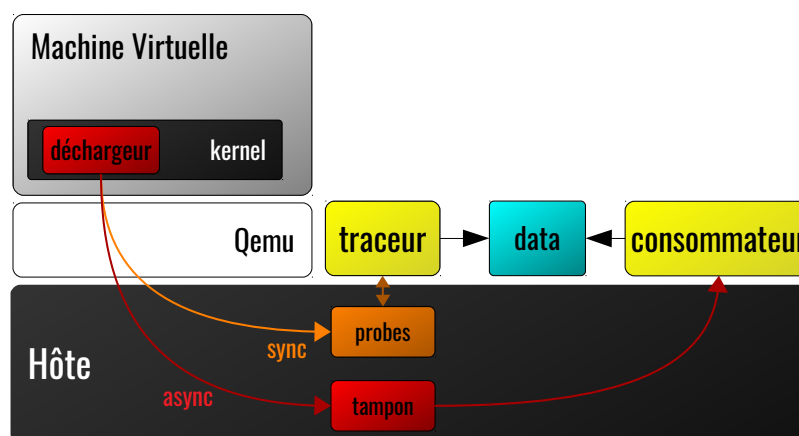 Machine Virtuelle
déchargeur
kernel
Qemu
traceur
data
consommateur
probes
sync
Hôte
async
tampon